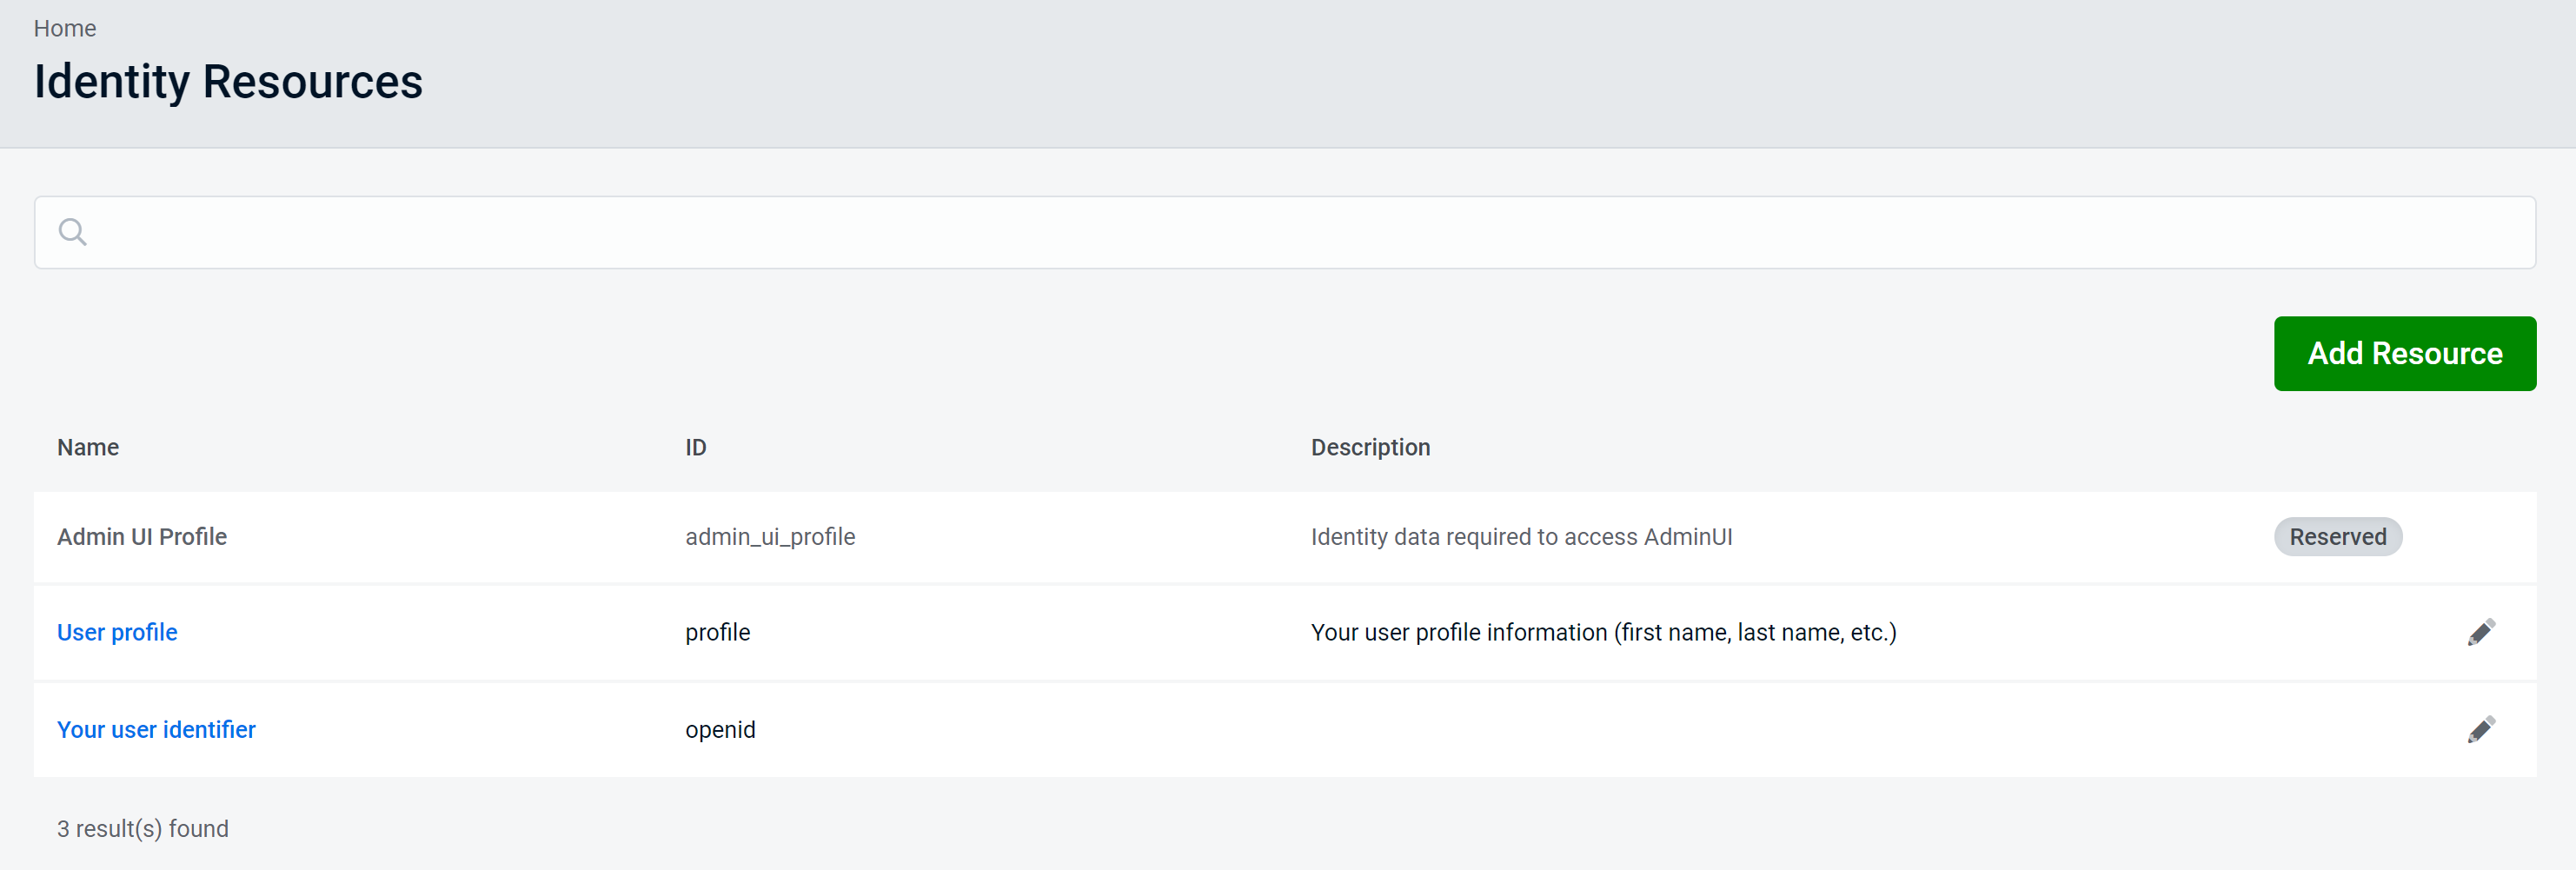 Home
Identity Resources
Add Resource
Name ID Description
Admin UI Profile admin_ui_profile Identity data required to access AdminUI Reserved
User profile profile Your user profile information (first name, last name, etc.)
Your user identifier openid
3 result(s) found